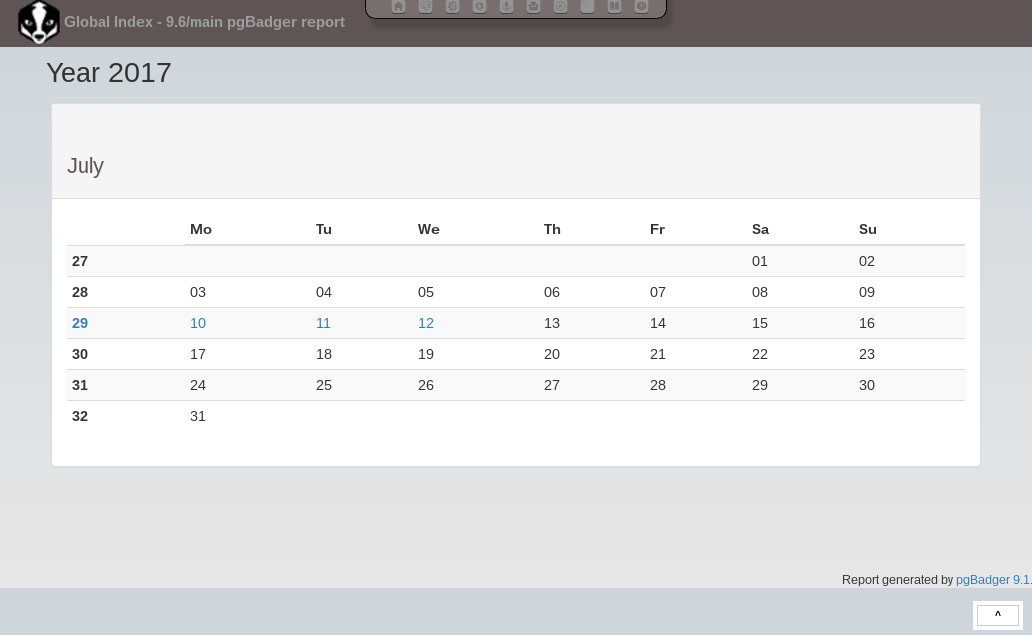 Global Index - 9.6/main pgBadger report
Year 2017
July
Mo Tu We Th Fr Sa Su
27 01 02
28 03 04 05 06 07 08 09
29 10 11 12 13 14 15 16
30 17 18 19 20 21 22 23
31 24 25 26 27 28 29 30
32 31
Report generated by pgBadger 9.1.
^